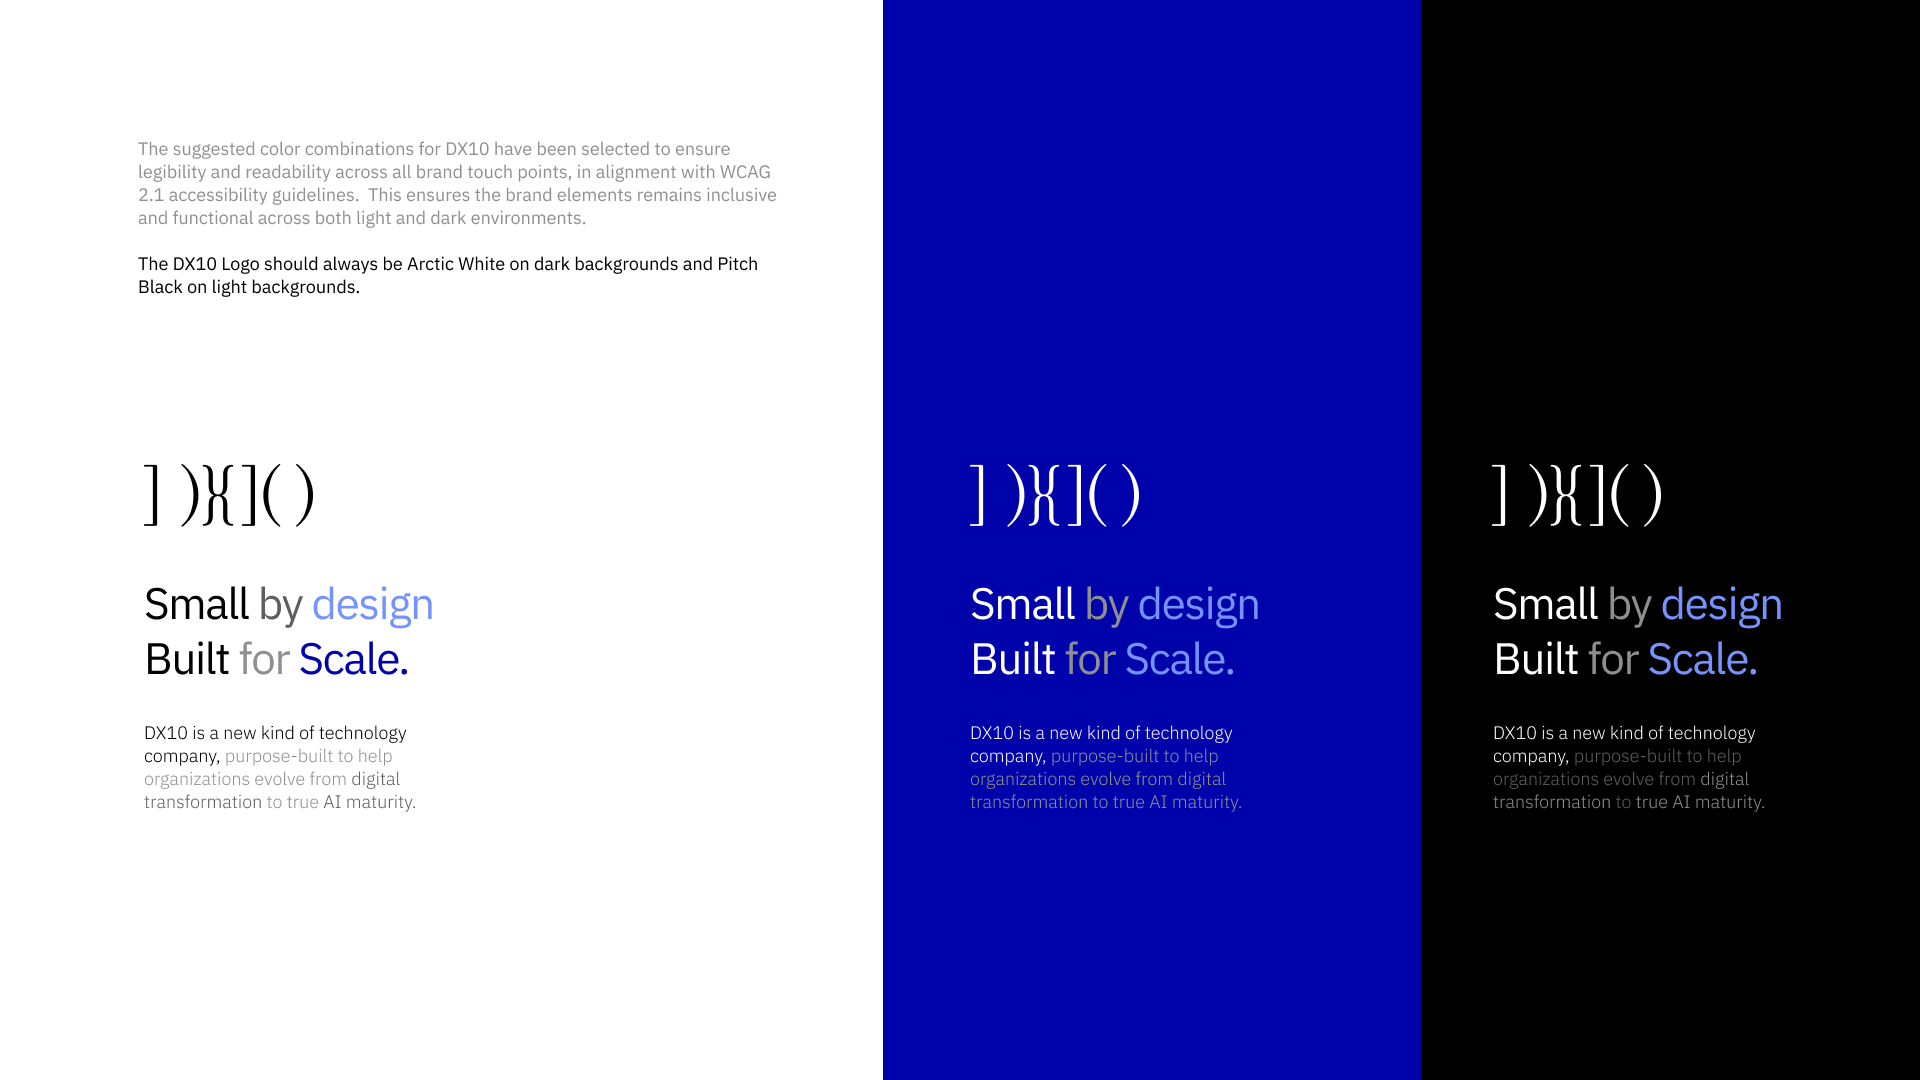 The suggested color combinations for DX10 have been selected to ensure
legibility and readability across all brand touch points, in alignment with WCAG
2.1 accessibility guidelines.  This ensures the brand elements remains inclusive
and functional across both light and dark environments.
The DX10 Logo should always be Arctic White on dark backgrounds and Pitch
Black on light backgrounds.
] )}{ ]( )
Small by design
Built for Scale.
DX10 is a new kind of technology
company, purpose-built to help
organizations evolve from digital
transformation to true AI maturity.
] )}{ ]( )
Small by design
Built for Scale.
DX10 is a new kind of technology
company, purpose-built to help
organizations evolve from digital
transformation to true AI maturity.
] )}{ ]( )
Small by design
Built for Scale.
DX10 is a new kind of technology
company, purpose-built to help
organizations evolve from digital
transformation to true AI maturity.